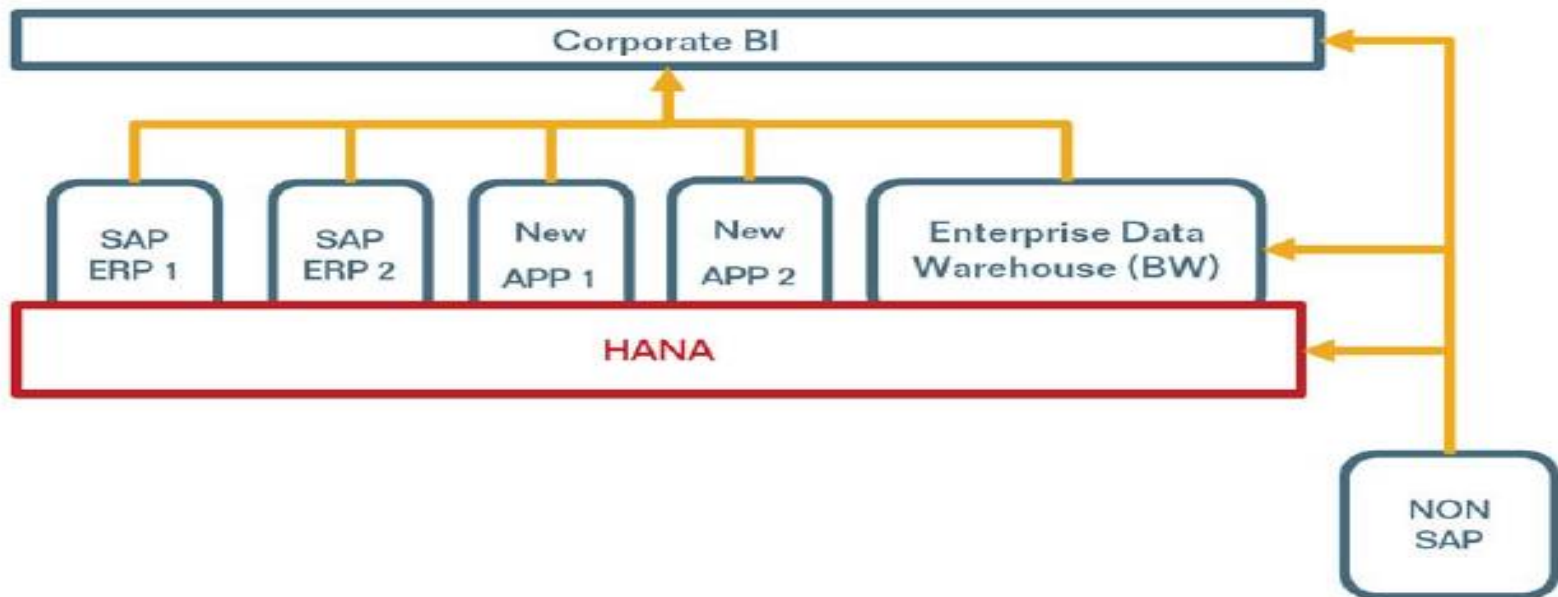 Corporate BI
SAP
ERP 1
SAP
ERP 2
New
APP 1
New
APP 2
Enterprise Data
Warehouse (BW)
HANA
NON
SAP